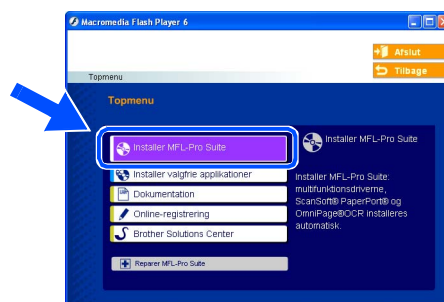 Macromedia Flash Player 6
Afslut
Tilbage
Topmenu
Topmenu
Installer MFL-Pro Suite
Installer valgfrie applikationer
Dokumentation
Online-registrering
Brother Solutions Center
Reparer MFL-Pro Suite
Installer MFL-Pro Suite
Installer MFL-Pro Suite:
multifunktionsdriverne,
ScanSoft® PaperPort® og
OmniPage®OCR installeres
automatisk.